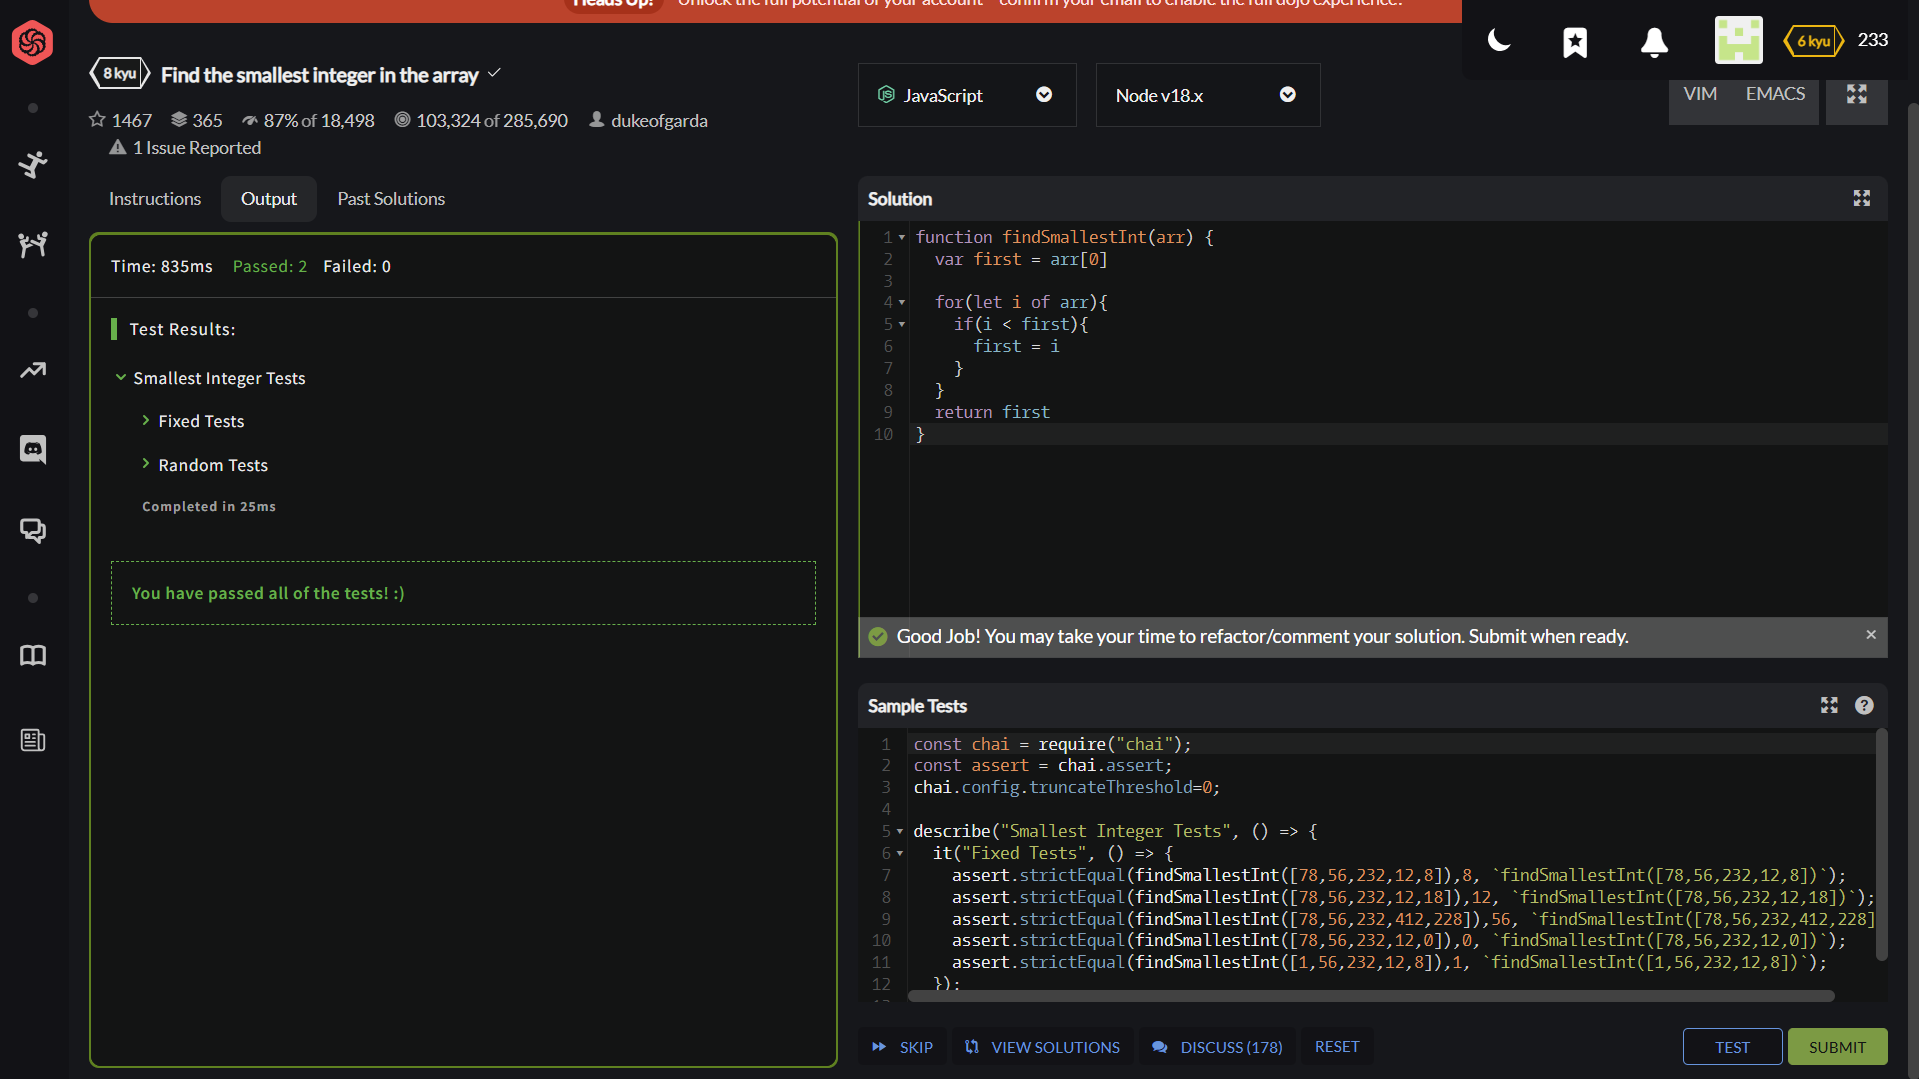 Heads Up! Unlock the full potential of your account - confirm your email to enable the full dojo experience!
6 kyu 233
8 kyu Find the smallest integer in the array
1467 365 87% of 18,498 103,324 of 285,690 dukeofgarda
1 Issue Reported
JavaScript
Node v18.x
VIM EMACS
Instructions Output Past Solutions
Time: 835ms Passed: 2 Failed: 0
Test Results:
Smallest Integer Tests
Fixed Tests
Random Tests
Completed in 25ms
You have passed all of the tests! :)
Solution
1 function findSmallestInt(arr) {
2 var first = arr[0]
3
4 for(let i of arr){
5 if(i < first){
6 first = i
7 }
8 }
9 return first
10 }
Good Job! You may take your time to refactor/comment your solution. Submit when ready. ×
Sample Tests
1 const chai = require("chai");
2 const assert = chai.assert;
3 chai.config.truncateThreshold=0;
4
5 describe("Smallest Integer Tests", () => {
6 it("Fixed Tests", () => {
7 assert.strictEqual(findSmallestInt([78,56,232,12,8]),8, `findSmallestInt([78,56,232,12,8])`);
8 assert.strictEqual(findSmallestInt([78,56,232,12,18]),12, `findSmallestInt([78,56,232,12,18])`);
9 assert.strictEqual(findSmallestInt([78,56,232,412,228]),56, `findSmallestInt([78,56,232,412,228]
10 assert.strictEqual(findSmallestInt([78,56,232,12,0]),0, `findSmallestInt([78,56,232,12,0])`);
11 assert.strictEqual(findSmallestInt([1,56,232,12,8]),1, `findSmallestInt([1,56,232,12,8])`);
12 });
SKIP VIEW SOLUTIONS DISCUSS (178) RESET
TEST SUBMIT